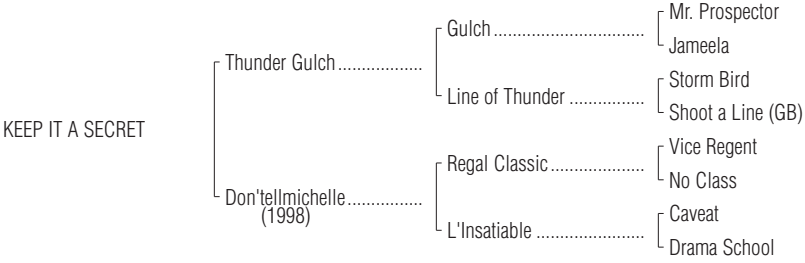 Mr. Prospector
Gulch..............................
Jameela
Thunder Gulch.................
Storm Bird
Line of Thunder ...............
Shoot a Line (GB)
KEEP IT A SECRET
Vice Regent
Regal Classic...................
No Class
Don'tellmichelle...............
(1998)
Caveat
L'Insatiable ......................
Drama School